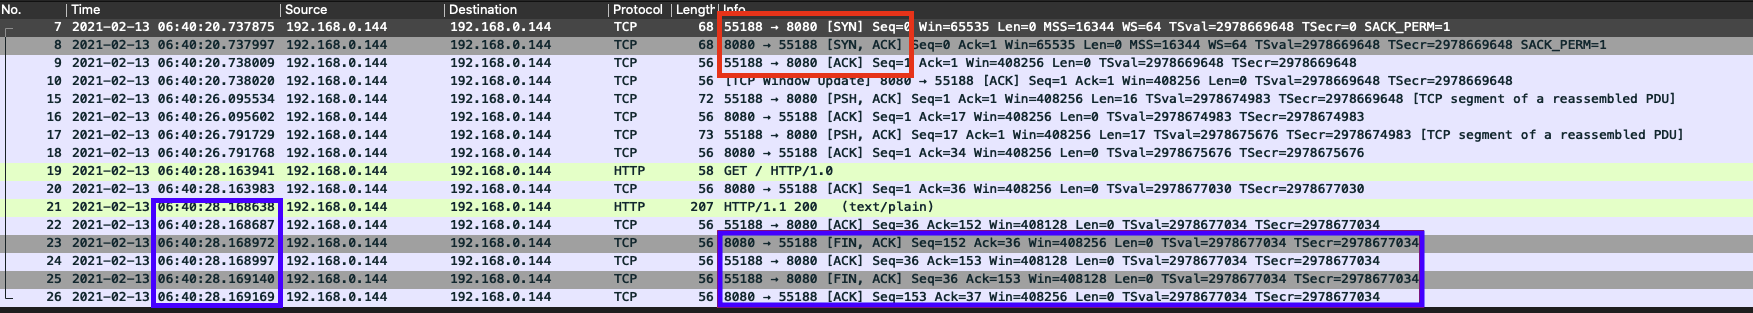 No. Time Source Destination Protocol Length Info
7 2021-02-13 06:40:20.737875 192.168.0.144 192.168.0.144 TCP 68 55188 → 8080 [SYN] Seq=0 Win=65535 Len=0 MSS=16344 WS=64 TSval=2978669648 TSecr=0 SACK_PERM=1
8 2021-02-13 06:40:20.737997 192.168.0.144 192.168.0.144 TCP 68 8080 → 55188 [SYN, ACK] Seq=0 Ack=1 Win=65535 Len=0 MSS=16344 WS=64 TSval=2978669648 TSecr=2978669648 SACK_PERM=1
9 2021-02-13 06:40:20.738009 192.168.0.144 192.168.0.144 TCP 56 55188 → 8080 [ACK] Seq=1 Ack=1 Win=408256 Len=0 TSval=2978669648 TSecr=2978669648
10 2021-02-13 06:40:20.738020 192.168.0.144 192.168.0.144 TCP 56 [TCP Window Update] 8080 → 55188 [ACK] Seq=1 Ack=1 Win=408256 Len=0 TSval=2978669648 TSecr=2978669648
15 2021-02-13 06:40:26.095534 192.168.0.144 192.168.0.144 TCP 72 55188 → 8080 [PSH, ACK] Seq=1 Ack=1 Win=408256 Len=16 TSval=2978674983 TSecr=2978669648 [TCP segment of a reassembled PDU]
16 2021-02-13 06:40:26.095602 192.168.0.144 192.168.0.144 TCP 56 8080 → 55188 [ACK] Seq=1 Ack=17 Win=408256 Len=0 TSval=2978674983 TSecr=2978674983
17 2021-02-13 06:40:26.791729 192.168.0.144 192.168.0.144 TCP 73 55188 → 8080 [PSH, ACK] Seq=17 Ack=1 Win=408256 Len=17 TSval=2978675676 TSecr=2978674983 [TCP segment of a reassembled PDU]
18 2021-02-13 06:40:26.791768 192.168.0.144 192.168.0.144 TCP 56 8080 → 55188 [ACK] Seq=1 Ack=34 Win=408256 Len=0 TSval=2978675676 TSecr=2978675676
19 2021-02-13 06:40:28.163941 192.168.0.144 192.168.0.144 HTTP 58 GET / HTTP/1.0
20 2021-02-13 06:40:28.163983 192.168.0.144 192.168.0.144 TCP 56 8080 → 55188 [ACK] Seq=1 Ack=36 Win=408256 Len=0 TSval=2978677030 TSecr=2978677030
21 2021-02-13 06:40:28.168638 192.168.0.144 192.168.0.144 HTTP 207 HTTP/1.1 200 (text/plain)
22 2021-02-13 06:40:28.168687 192.168.0.144 192.168.0.144 TCP 56 55188 → 8080 [ACK] Seq=36 Ack=152 Win=408128 Len=0 TSval=2978677034 TSecr=2978677034
23 2021-02-13 06:40:28.168972 192.168.0.144 192.168.0.144 TCP 56 8080 → 55188 [FIN, ACK] Seq=152 Ack=36 Win=408256 Len=0 TSval=2978677034 TSecr=2978677034
24 2021-02-13 06:40:28.168997 192.168.0.144 192.168.0.144 TCP 56 55188 → 8080 [ACK] Seq=36 Ack=153 Win=408128 Len=0 TSval=2978677034 TSecr=2978677034
25 2021-02-13 06:40:28.169140 192.168.0.144 192.168.0.144 TCP 56 55188 → 8080 [FIN, ACK] Seq=36 Ack=153 Win=408128 Len=0 TSval=2978677034 TSecr=2978677034
26 2021-02-13 06:40:28.169169 192.168.0.144 192.168.0.144 TCP 56 8080 → 55188 [ACK] Seq=153 Ack=37 Win=408256 Len=0 TSval=2978677034 TSecr=2978677034